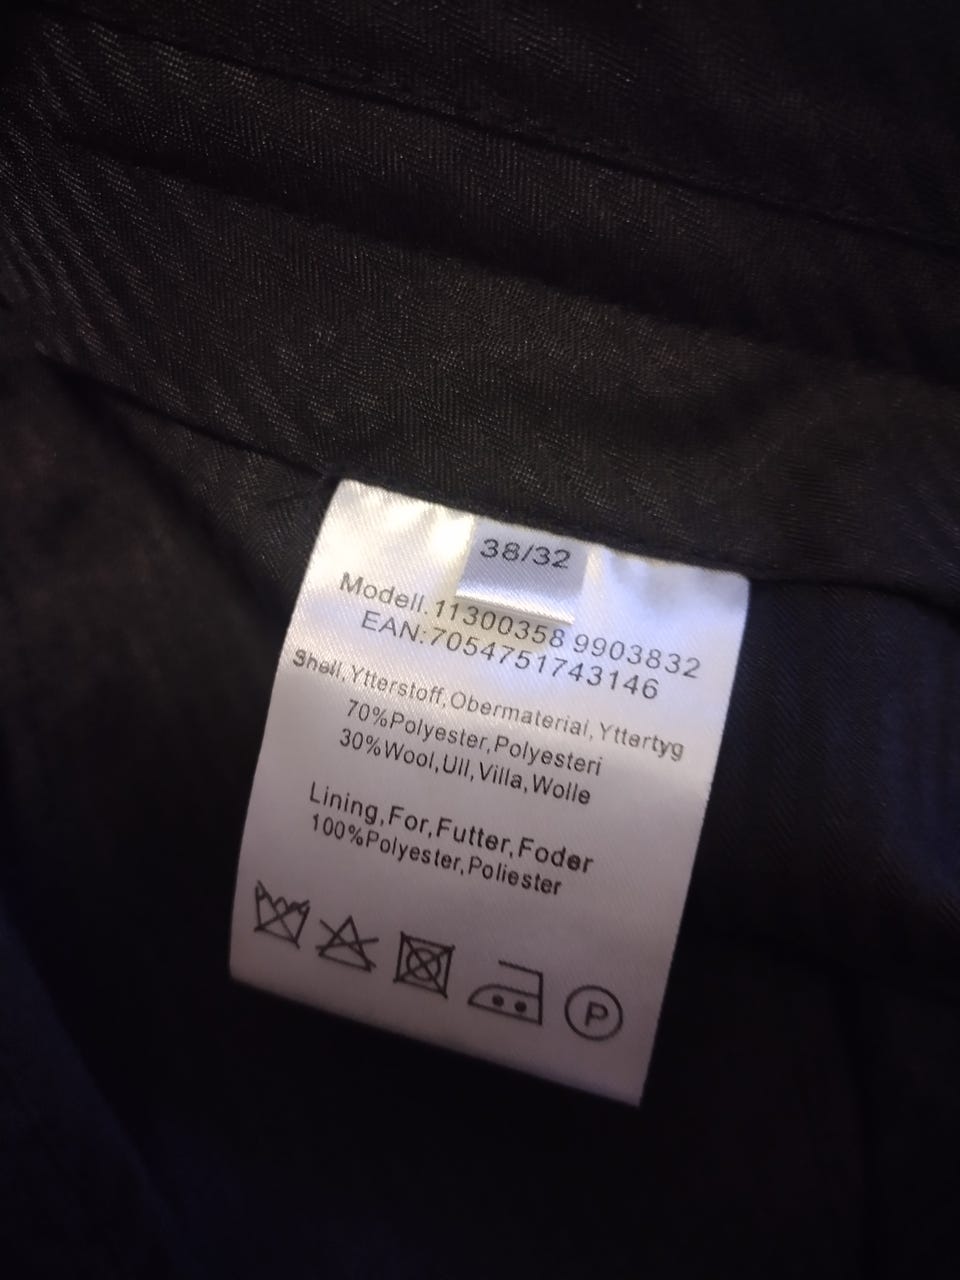 38/32
Modell.11300358 9903832
EAN:7054751743146
Shell,Ytterstoff,Obermaterial,Yttertyg
70%Polyester,Polyesteri
30%Wool,Ull,Villa,Wolle
Lining,For,Futter,Foder
100%Polyester,Poliester
P